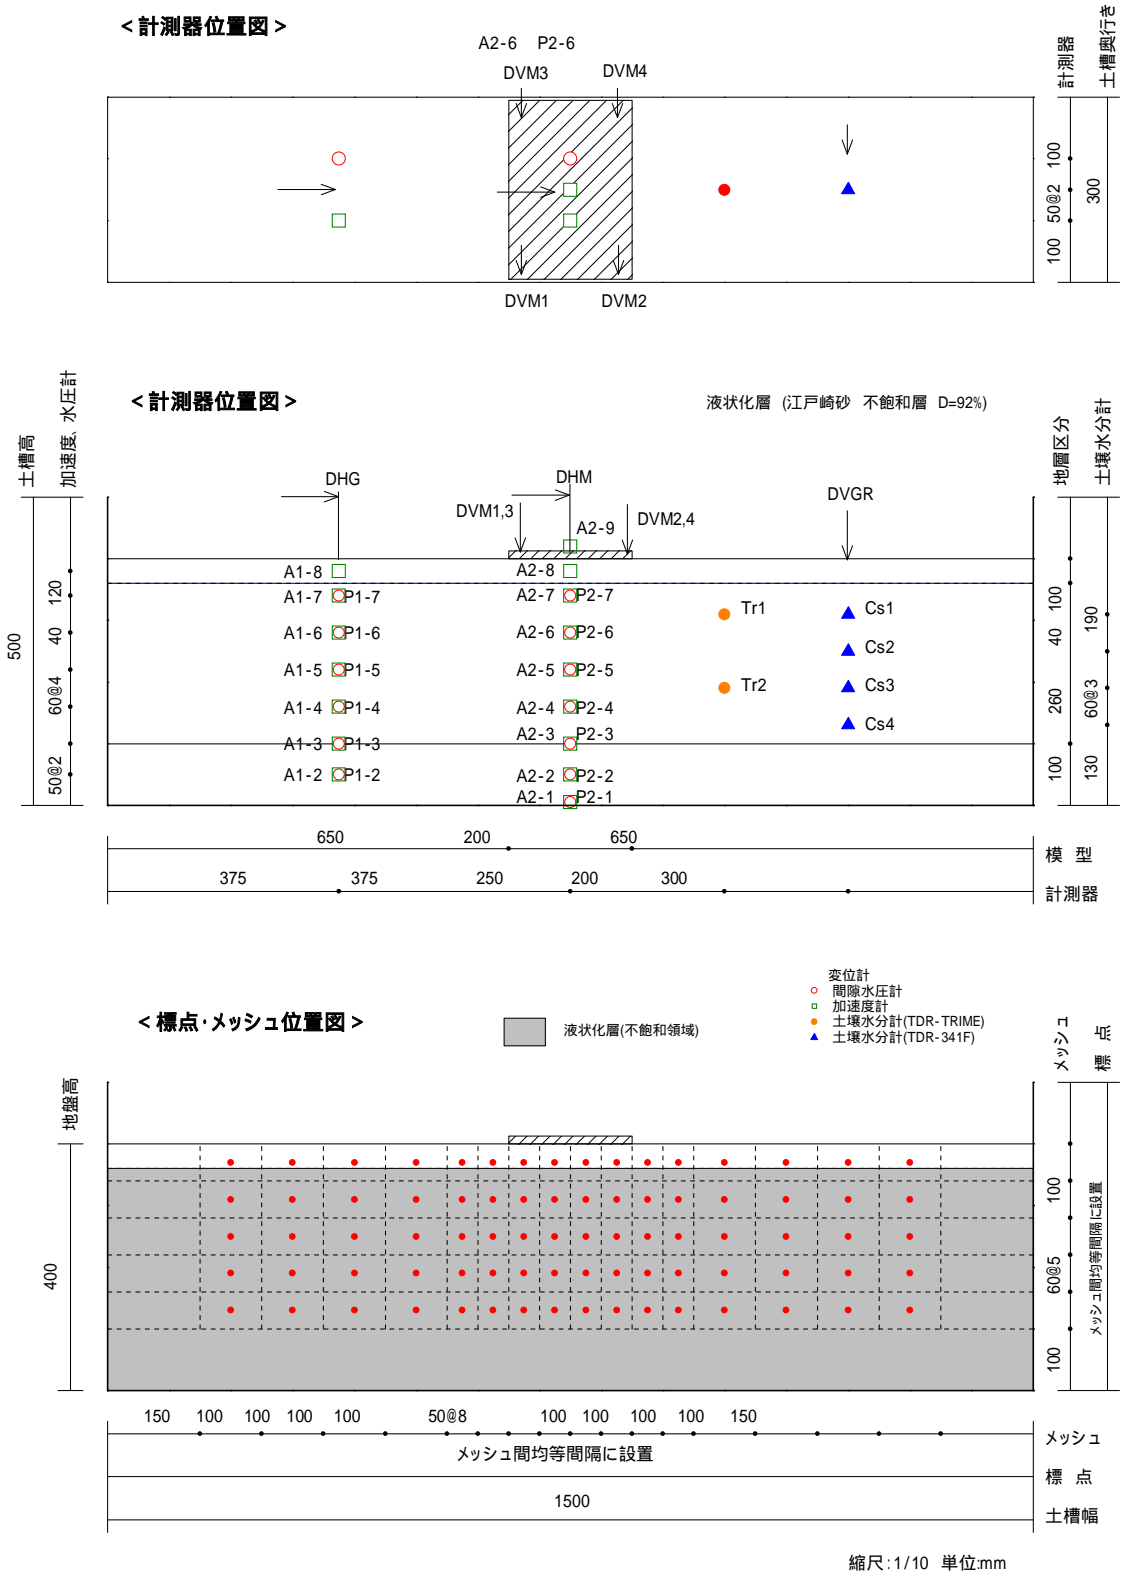 <計測器位置図>
A2-6 P2-6
DVM3 DVM4
計測器
土槽奥行き
100
50@2
100
300
DVM1 DVM2
<計測器位置図>
液状化層 (江戸崎砂 不飽和層 D=92%)
土槽高
加速度、水圧計
地層区分
土壌水分計
DHG DHM DVGR
DVM1,3 DVM2,4
A2-9
A1-8 A2-8
A1-7 P1-7 A2-7 P2-7 Tr1 Cs1
A1-6 P1-6 A2-6 P2-6 Cs2
A1-5 P1-5 A2-5 P2-5 Tr2 Cs3
A1-4 P1-4 A2-4 P2-4 Cs4
A1-3 P1-3 A2-3 P2-3
A1-2 P1-2 A2-2 P2-2
A2-1 P2-1
500
120
40
60@4
50@2
100
40
260
100
190
60@3
130
650 200 650
模 型
375 375 250 200 300
計測器
<標点・メッシュ位置図>
液状化層(不飽和領域)
変位計
間隙水圧計
加速度計
土壌水分計(TDR-TRIME)
土壌水分計(TDR-341F)
メッシュ
標 点
地盤高
400
100
60@5
100
メッシュ間均等間隔に設置
150 100 100 100 100 50@8 100 100 100 100 150
メッシュ
メッシュ間均等間隔に設置
標 点
1500
土槽幅
縮尺:1/10 単位:mm